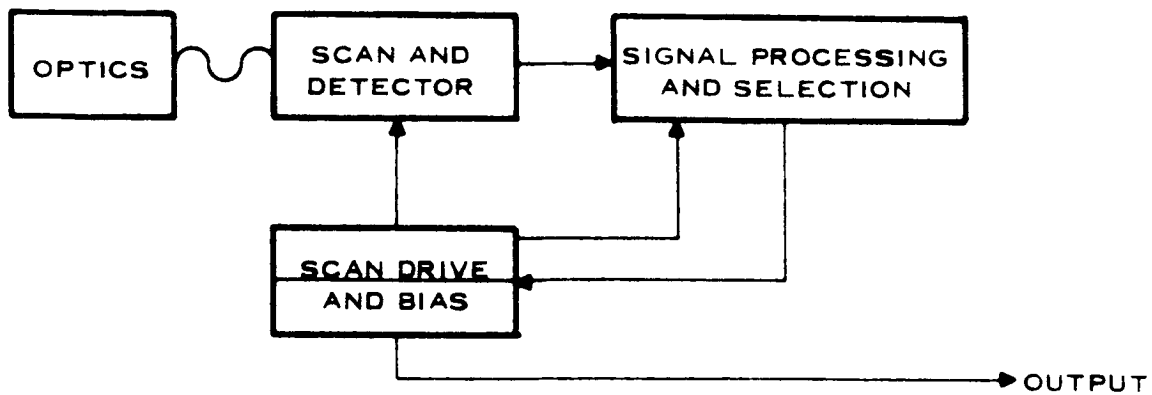 OPTICS
SCAN AND
DETECTOR
SIGNAL PROCESSING
AND SELECTION
SCAN DRIVE
AND BIAS
OUTPUT